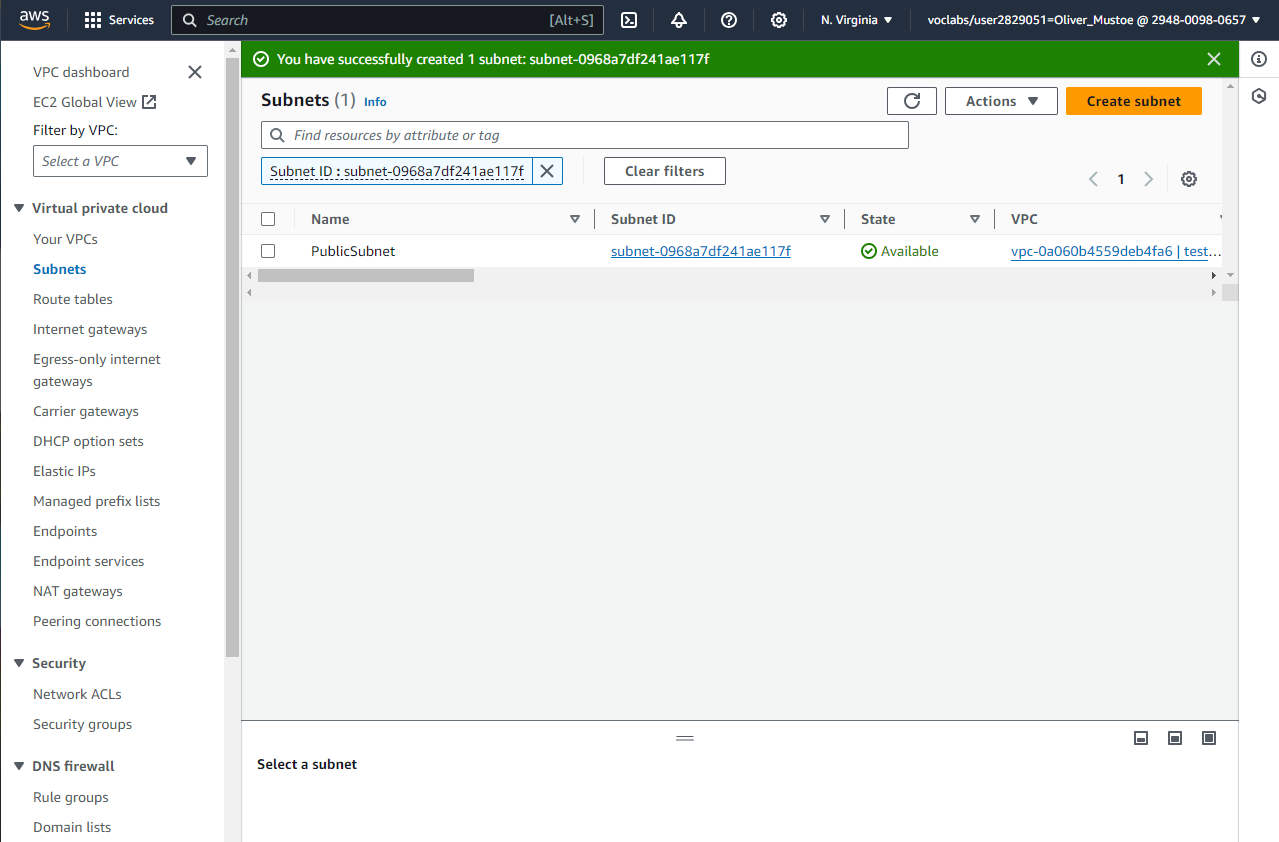 aws Services Search [Alt+S] N. Virginia voclabs/user2829051=Oliver_Mustoe @ 2948-0098-0657
VPC dashboard
EC2 Global View
Filter by VPC:
Select a VPC
Virtual private cloud
Your VPCs
Subnets
Route tables
Internet gateways
Egress-only internet
gateways
Carrier gateways
DHCP option sets
Elastic IPs
Managed prefix lists
Endpoints
Endpoint services
NAT gateways
Peering connections
Security
Network ACLs
Security groups
DNS firewall
Rule groups
Domain lists
You have successfully created 1 subnet: subnet-0968a7df241ae117f
Subnets (1) Info Actions Create subnet
Find resources by attribute or tag
Subnet ID : subnet-0968a7df241ae117f Clear filters
1
Name Subnet ID State VPC
PublicSubnet subnet-0968a7df241ae117f Available vpc-0a060b4559deb4fa6 | test...
Select a subnet